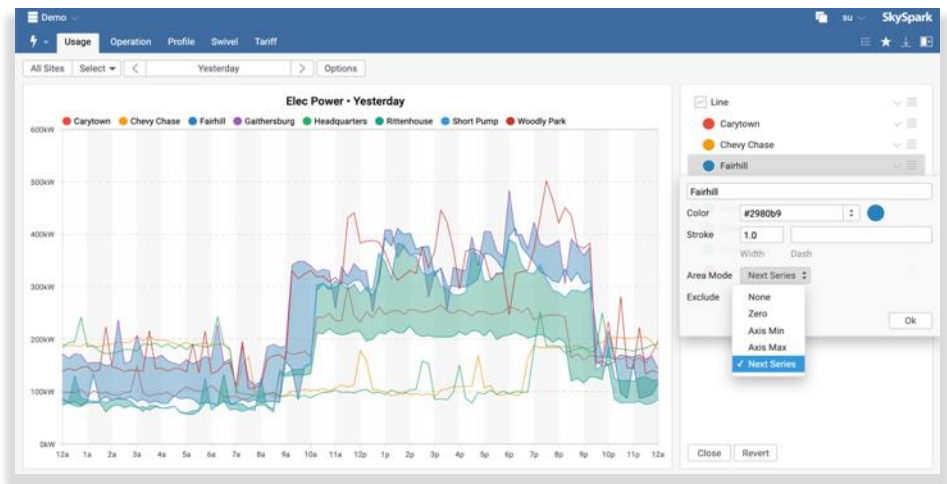 Demo
su
SkySpark
Usage Operation Profile Swivel Tariff
All Sites Select < Yesterday > Options
Elec Power • Yesterday
Carytown Chevy Chase Fairhill Gaithersburg Headquarters Rittenhouse Short Pump Woodly Park
600kW
500kW
400kW
300kW
200kW
100kW
0kW
12a 1a 2a 3a 4a 5a 6a 7a 8a 9a 10a 11a 12p 1p 2p 3p 4p 5p 6p 7p 8p 9p 10p 11p 12a
Line
Carytown
Chevy Chase
Fairhill
Fairhill
Color #2980b9
Stroke 1.0
Width Dash
Area Mode Next Series
Exclude
None
Zero
Axis Min
Axis Max
✓ Next Series
Ok
Close Revert